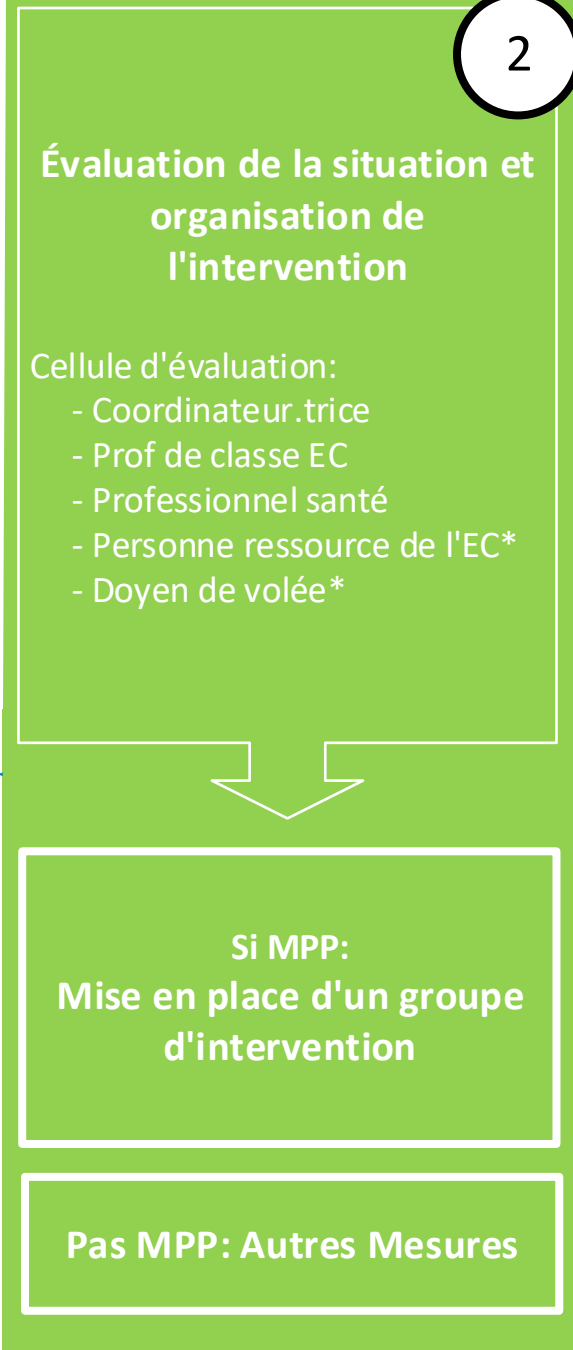 2
Évaluation de la situation et
organisation de
l'intervention
Cellule d'évaluation:
- Coordinateur.trice
- Prof de classe EC
- Professionnel santé
- Personne ressource de l'EC*
- Doyen de volée*
Si MPP:
Mise en place d'un groupe
d'intervention
Pas MPP: Autres Mesures